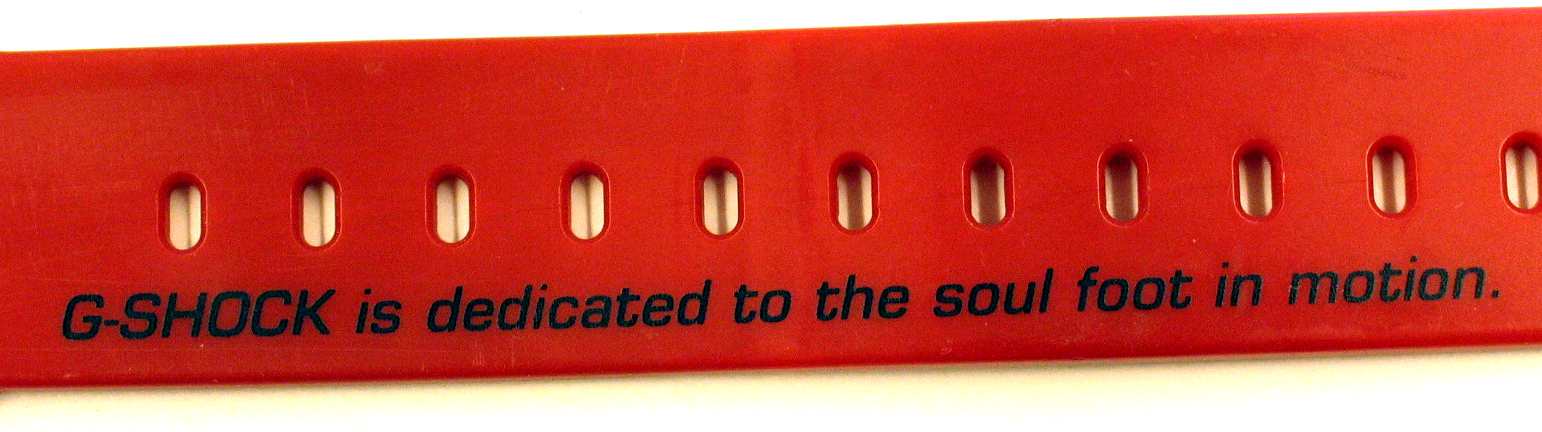 G-SHOCK is dedicated to the soul foot in motion.